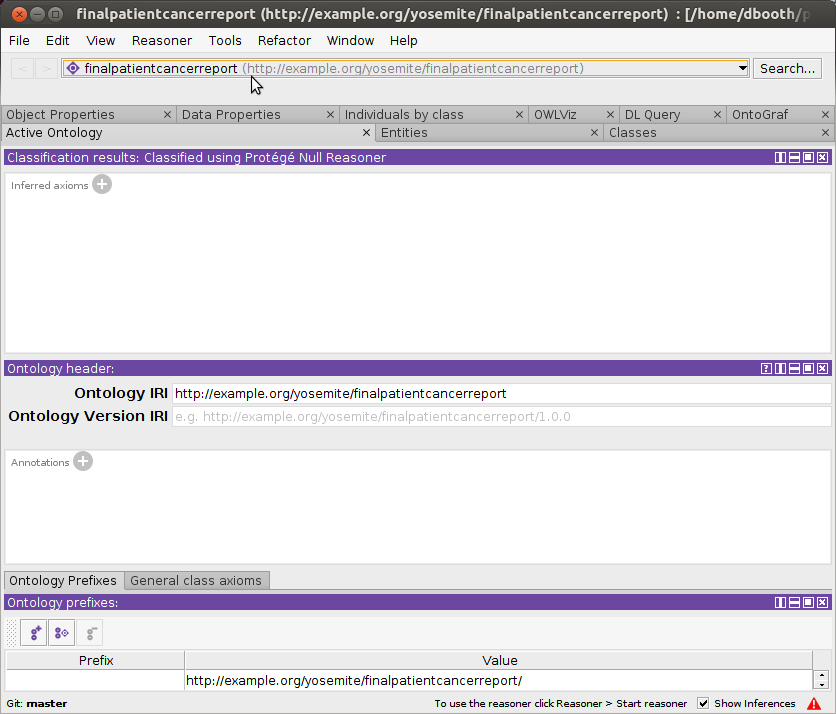 finalpatientcancerreport (http://example.org/yosemite/finalpatientcancerreport) : [/home/dbooth/p
File Edit View Reasoner Tools Refactor Window Help
< > finalpatientcancerreport (http://example.org/yosemite/finalpatientcancerreport) Search...
Object Properties Data Properties Individuals by class OWLViz DL Query OntoGraf
Active Ontology Entities Classes
Classification results: Classified using Protégé Null Reasoner
Inferred axioms
Ontology header:
Ontology IRI http://example.org/yosemite/finalpatientcancerreport
Ontology Version IRI e.g. http://example.org/yosemite/finalpatientcancerreport/1.0.0
Annotations
Ontology Prefixes General class axioms
Ontology prefixes:
Prefix Value
http://example.org/yosemite/finalpatientcancerreport/
Git: master To use the reasoner click Reasoner > Start reasoner Show Inferences